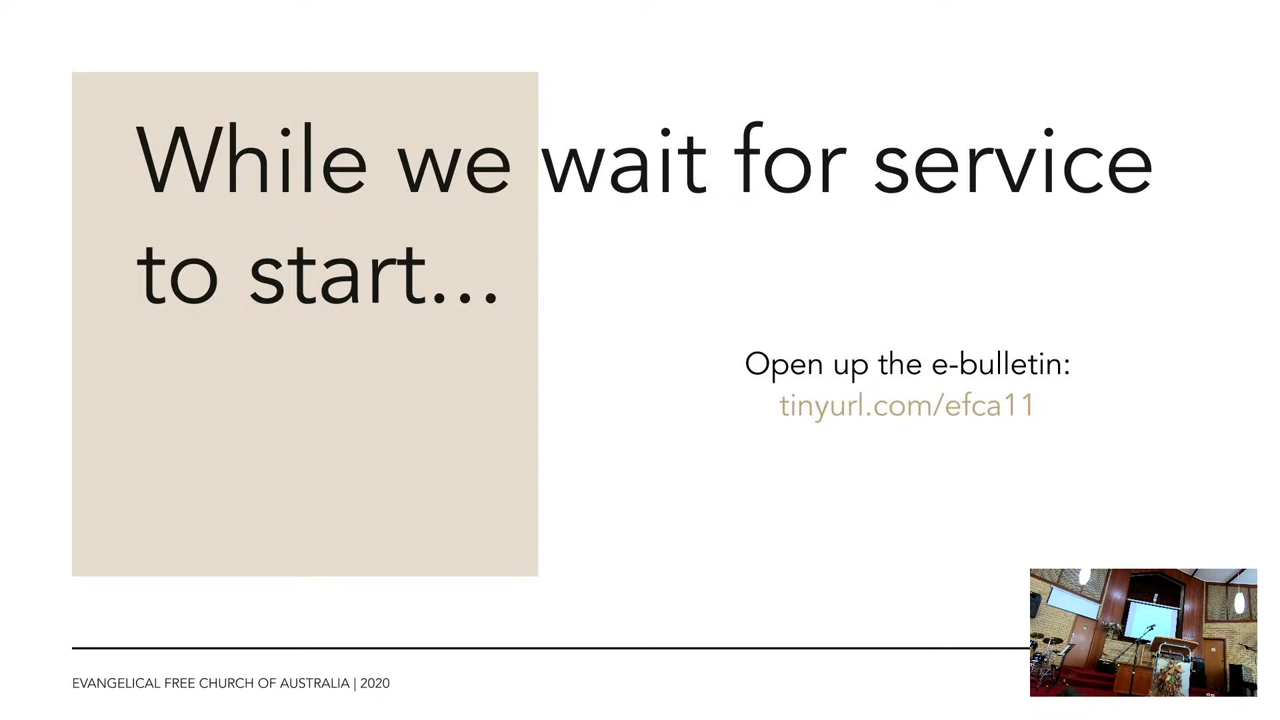 While we wait for service
to start...
Open up the e-bulletin:
tinyurl.com/efca11
EVANGELICAL FREE CHURCH OF AUSTRALIA | 2020